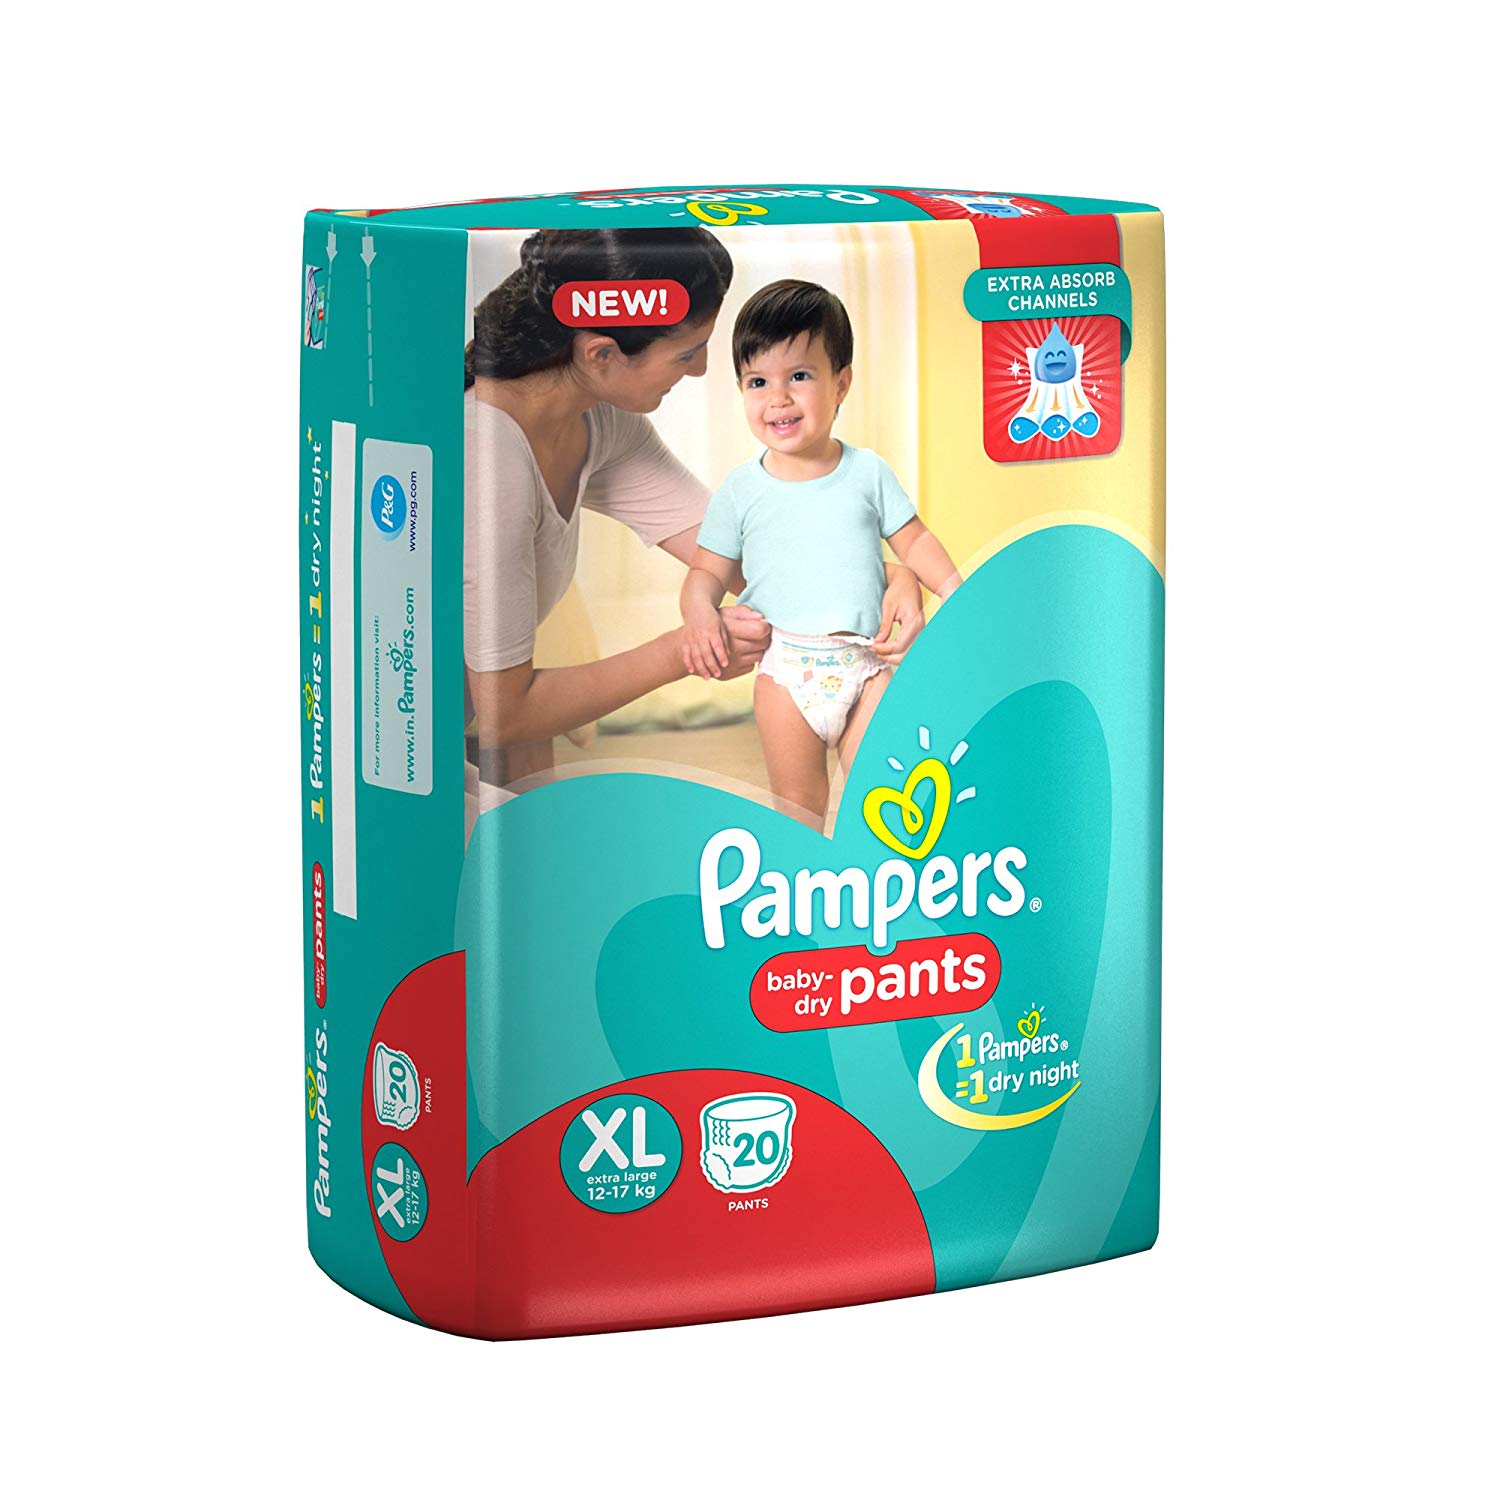 Pampers
NEW!
EXTRA ABSORB
CHANNELS
Pampers
Pampers®
baby-
dry pants
1 Pampers®
=1 dry night
XL
extra large
12-17 kg
20
PANTS
P&G
www.pg.com
For more information visit:
www.in.Pampers.com
1 Pampers = 1 dry night
Pampers®
baby-
dry pants
20
PANTS
XL
extra large
12-17 kg